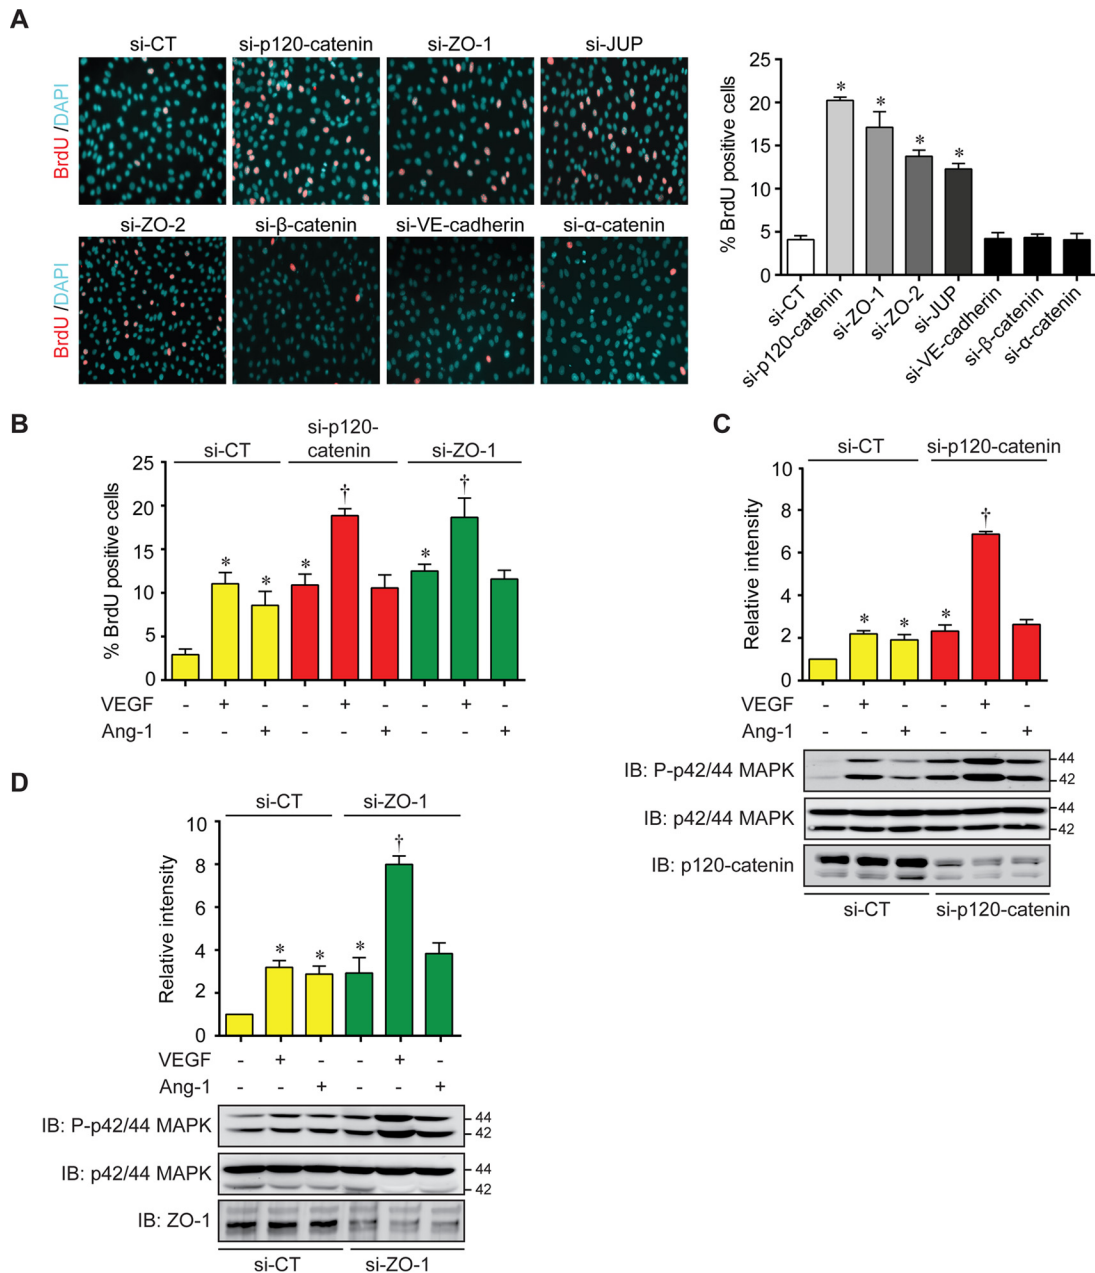 A
si-CT si-p120-catenin si-ZO-1 si-JUP
BrdU /DAPI
si-ZO-2 si-β-catenin si-VE-cadherin si-α-catenin
BrdU /DAPI
% BrdU positive cells
25
20
15
10
5
0
si-CT
si-p120-catenin
si-ZO-1
si-ZO-2
si-JUP
si-VE-cadherin
si-β-catenin
si-α-catenin
* * * *
B
si-CT si-p120-catenin si-ZO-1
% BrdU positive cells
25
20
15
10
5
0
* * * † * †
VEGF - + - - + - - + -
Ang-1 - - + - - + - - +
C
si-CT si-p120-catenin
Relative intensity
10
8
6
4
2
0
* * * †
VEGF - + - - + -
Ang-1 - - + - - +
IB: P-p42/44 MAPK 44
42
IB: p42/44 MAPK 44
42
IB: p120-catenin
si-CT si-p120-catenin
D
si-CT si-ZO-1
Relative intensity
10
8
6
4
2
0
* * * †
VEGF - + - - + -
Ang-1 - - + - - +
IB: P-p42/44 MAPK 44
42
IB: p42/44 MAPK 44
42
IB: ZO-1
si-CT si-ZO-1